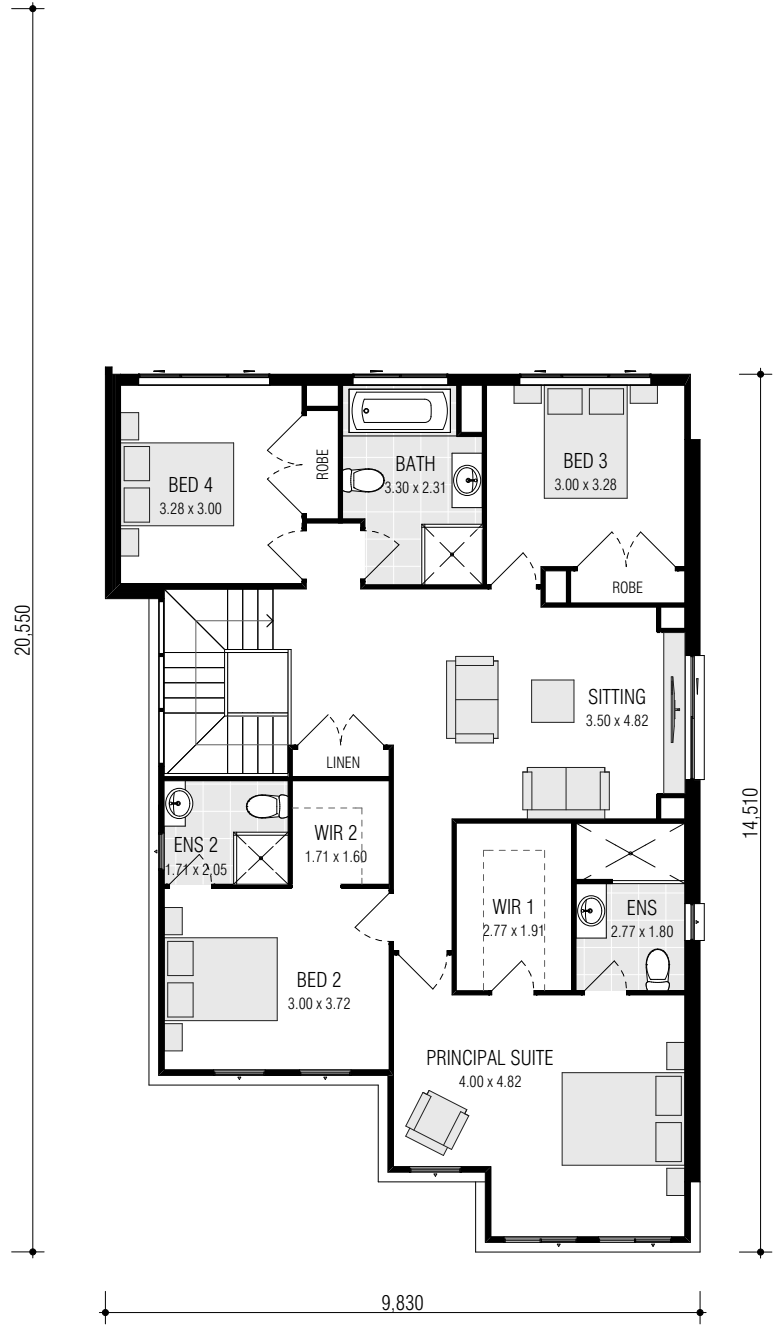 BED 4
3.28 x 3.00
ROBE
BATH
3.30 x 2.31
BED 3
3.00 x 3.28
ROBE
20,550
SITTING
3.50 x 4.82
LINEN
14,510
ENS 2
1.71 x 2.05
WIR 2
1.71 x 1.60
WIR 1
2.77 x 1.91
ENS
2.77 x 1.80
BED 2
3.00 x 3.72
PRINCIPAL SUITE
4.00 x 4.82
9,830